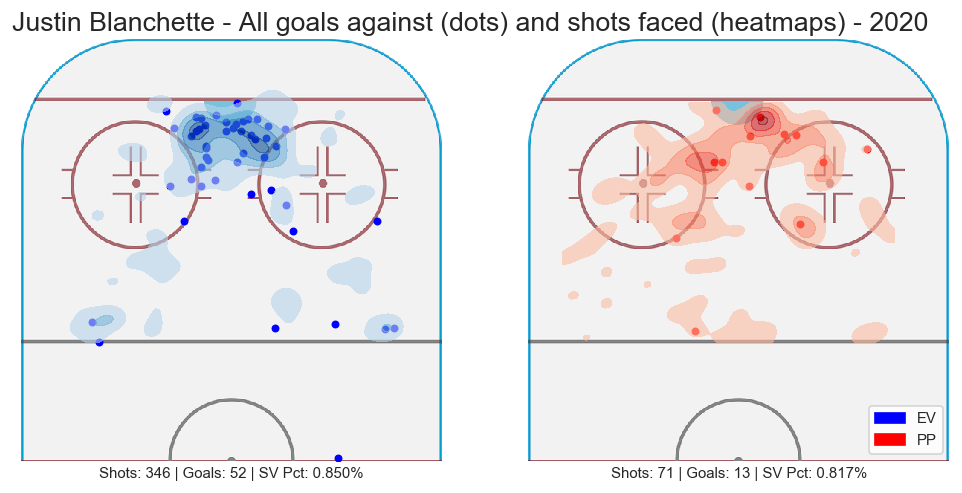 Justin Blanchette - All goals against (dots) and shots faced (heatmaps) - 2020
EV
PP
Shots: 346 | Goals: 52 | SV Pct: 0.850%
Shots: 71 | Goals: 13 | SV Pct: 0.817%